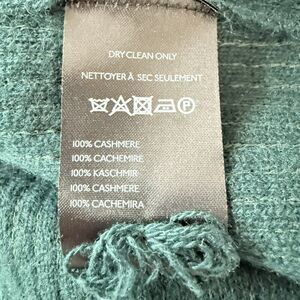 DRY CLEAN ONLY
NETTOYER À SEC SEULEMENT
P
100% CASHMERE
100% CACHEMIRE
100% KASCHMIR
100% CASHMERE
100% CACHEMIRA